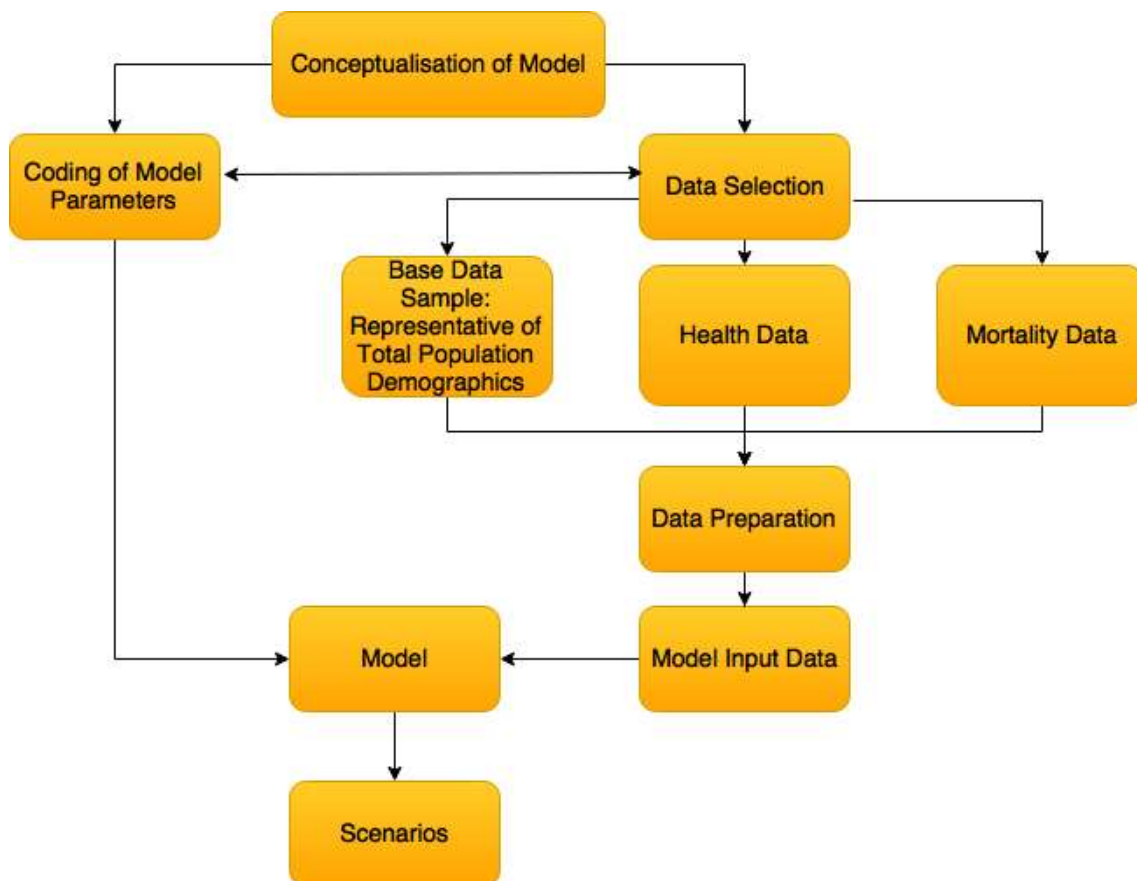 Conceptualisation of Model
Coding of Model
Parameters
Data Selection
Base Data
Sample:
Representative of
Total Population
Demographics
Health Data
Mortality Data
Data Preparation
Model
Model Input Data
Scenarios